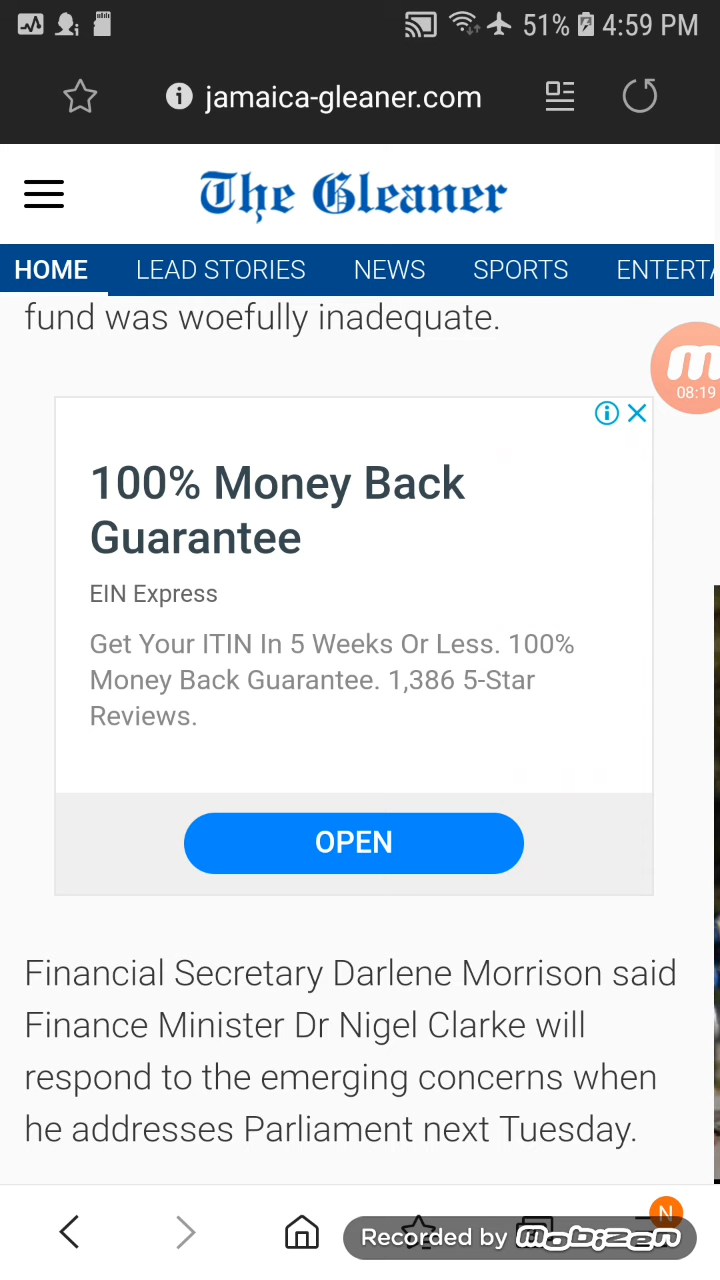 51% 4:59 PM
jamaica-gleaner.com
The Gleaner
HOME LEAD STORIES NEWS SPORTS ENTERTA
fund was woefully inadequate.
08:19
100% Money Back
Guarantee
EIN Express
Get Your ITIN In 5 Weeks Or Less. 100%
Money Back Guarantee. 1,386 5-Star
Reviews.
OPEN
Financial Secretary Darlene Morrison said
Finance Minister Dr Nigel Clarke will
respond to the emerging concerns when
he addresses Parliament next Tuesday.
N
Recorded by mobizen